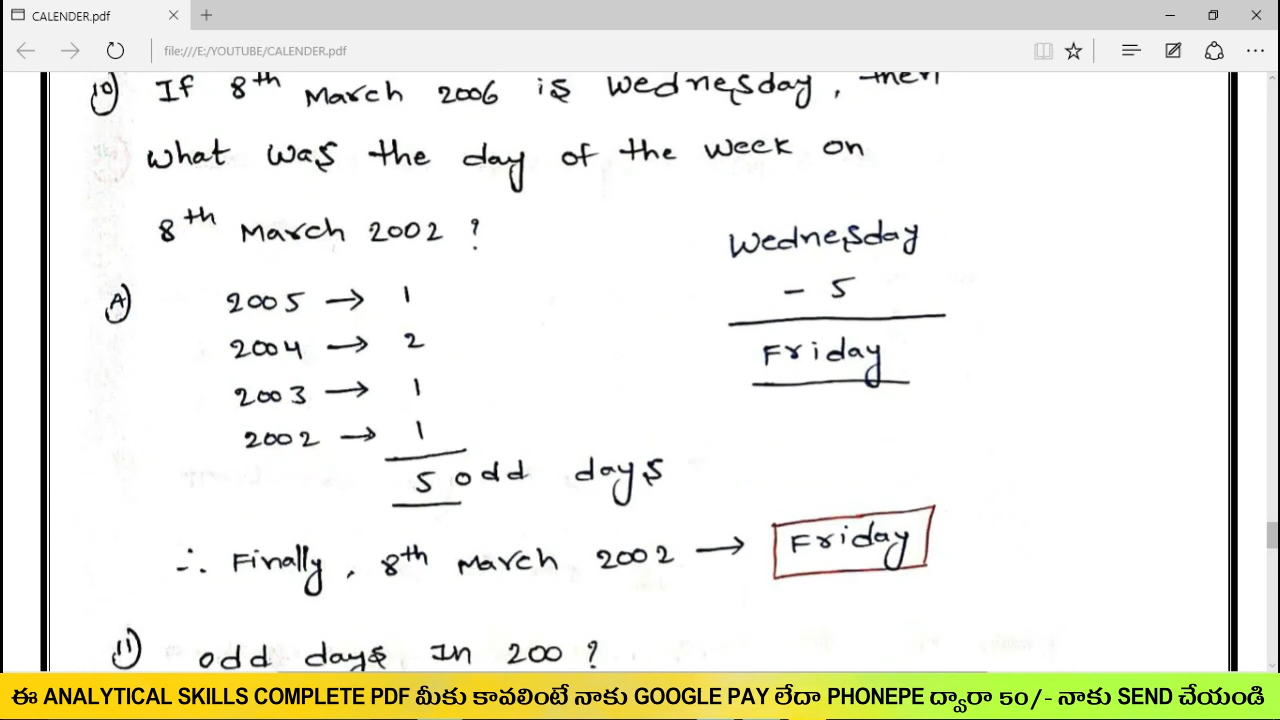 CALENDER.pdf
file:///E:/YOUTUBE/CALENDER.pdf
10) If 8th March 2006 is Wednesday, then
what was the day of the week on
8th March 2002 ?
Wednesday
- 5
Friday
A) 2005 → 1
2004 → 2
2003 → 1
2002 → 1
5 odd days
∴ Finally, 8th March 2002 → Friday
11) odd days In 200 ?
ఈ ANALYTICAL SKILLS COMPLETE PDF మీకు కావలింటే నాకు GOOGLE PAY లేదా PHONEPE ద్వారా 50/- నాకు SEND చేయండి